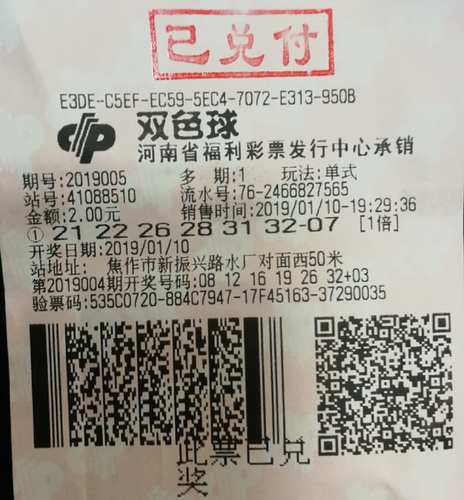 已兑付
E3DE-C5EF-EC59-5EC4-7072-E313-950B
双色球
河南省福利彩票发行中心承销
期号:2019005 多 期:1 玩法:单式
站号:41088510 流水号:76-2466827565
金额:2.00元 销售时间:2019/01/10-19:29:36
① 21 22 26 28 31 32-07 [1倍]
开奖日期:2019/01/10
站地址: 焦作市新振兴路水厂对面西50米
第2019004期开奖号码:08 12 16 19 26 32+03
验票码:535C0720-884C7947-17F45163-37290035
此票已兑
奖